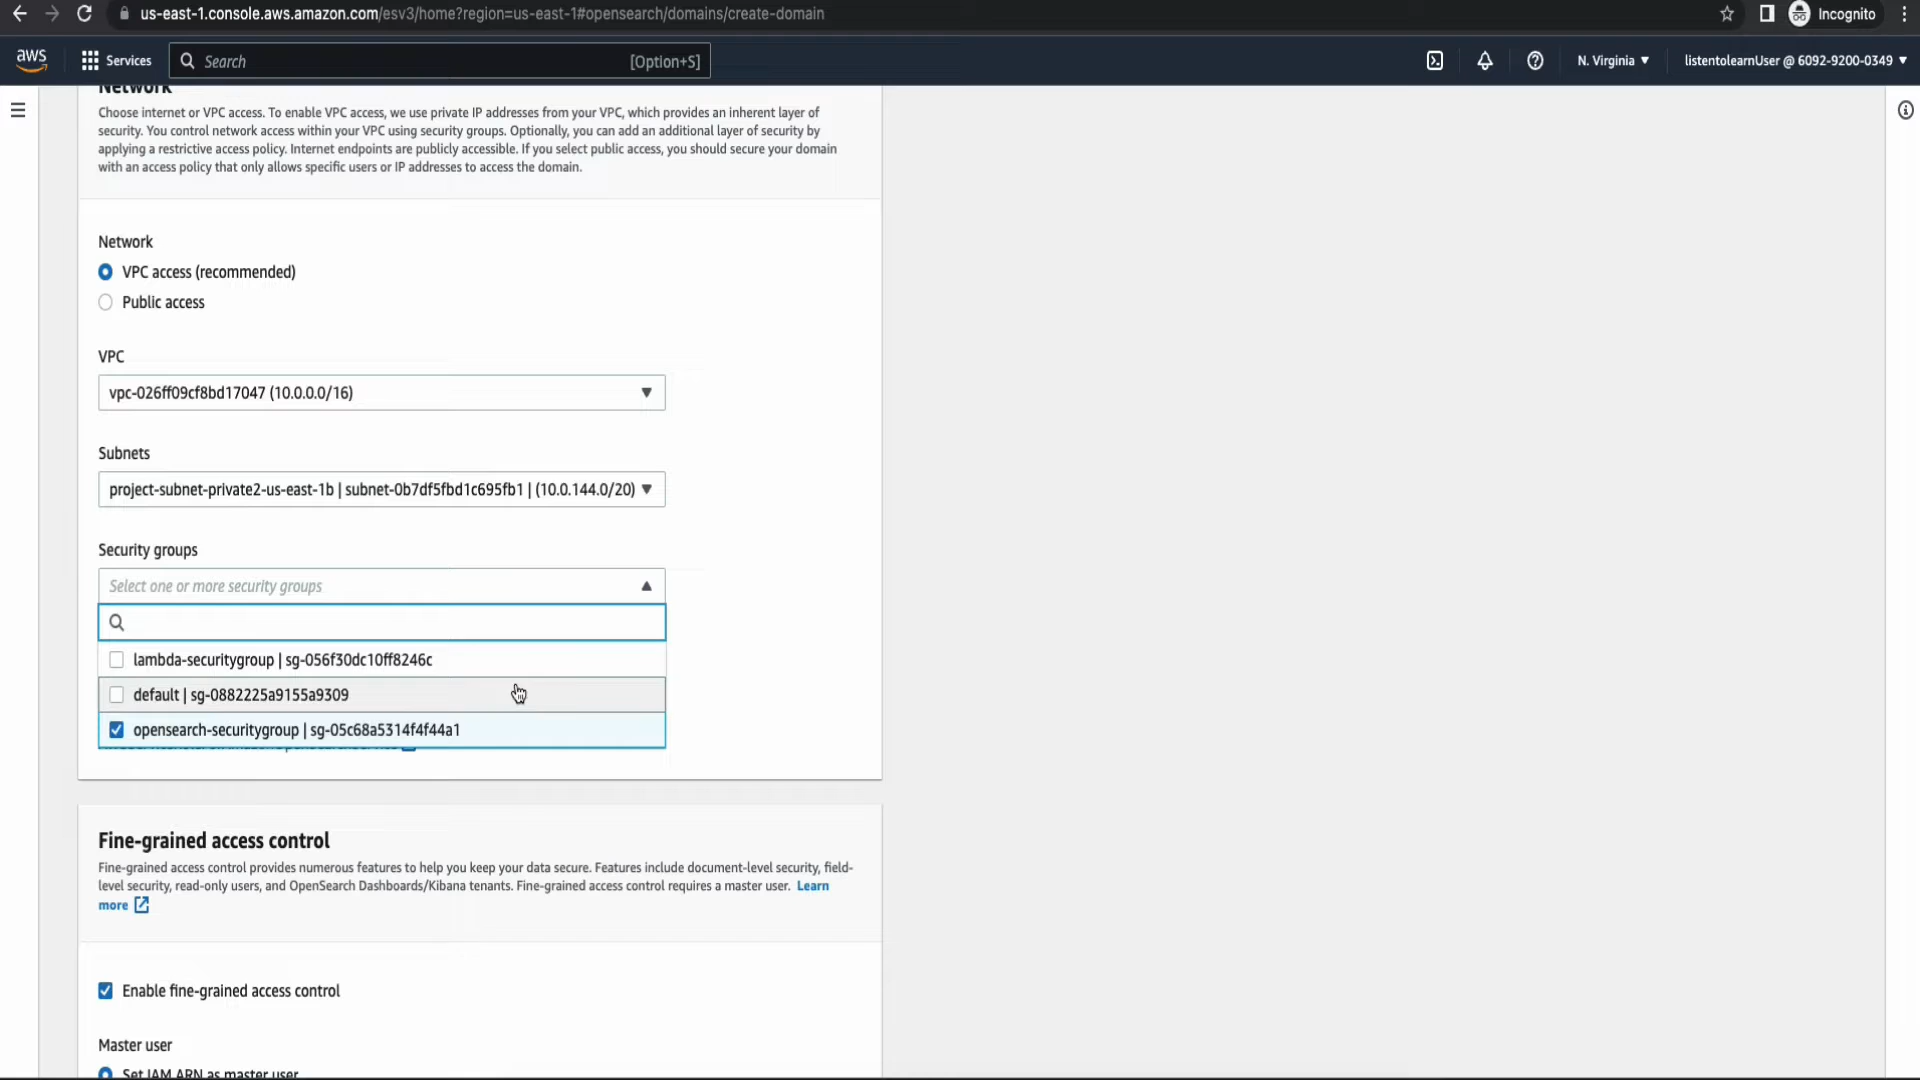 us-east-1.console.aws.amazon.com/esv3/home?region=us-east-1#opensearch/domains/create-domain
Incognito
aws
Services
Search
[Option+S]
N. Virginia
listentolearnUser @ 6092-9200-0349
Network
Choose internet or VPC access. To enable VPC access, we use private IP addresses from your VPC, which provides an inherent layer of
security. You control network access within your VPC using security groups. Optionally, you can add an additional layer of security by
applying a restrictive access policy. Internet endpoints are publicly accessible. If you select public access, you should secure your domain
with an access policy that only allows specific users or IP addresses to access the domain.
Network
VPC access (recommended)
Public access
VPC
vpc-026ff09cf8bd17047 (10.0.0.0/16)
Subnets
project-subnet-private2-us-east-1b | subnet-0b7df5fbd1c695fb1 | (10.0.144.0/20)
Security groups
Select one or more security groups
lambda-securitygroup | sg-056f30dc10ff8246c
default | sg-0882225a9155a9309
opensearch-securitygroup | sg-05c68a5314f4f44a1
Fine-grained access control
Fine-grained access control provides numerous features to help you keep your data secure. Features include document-level security, field-
level security, read-only users, and OpenSearch Dashboards/Kibana tenants. Fine-grained access control requires a master user. Learn
more
Enable fine-grained access control
Master user
Set IAM ARN as master user